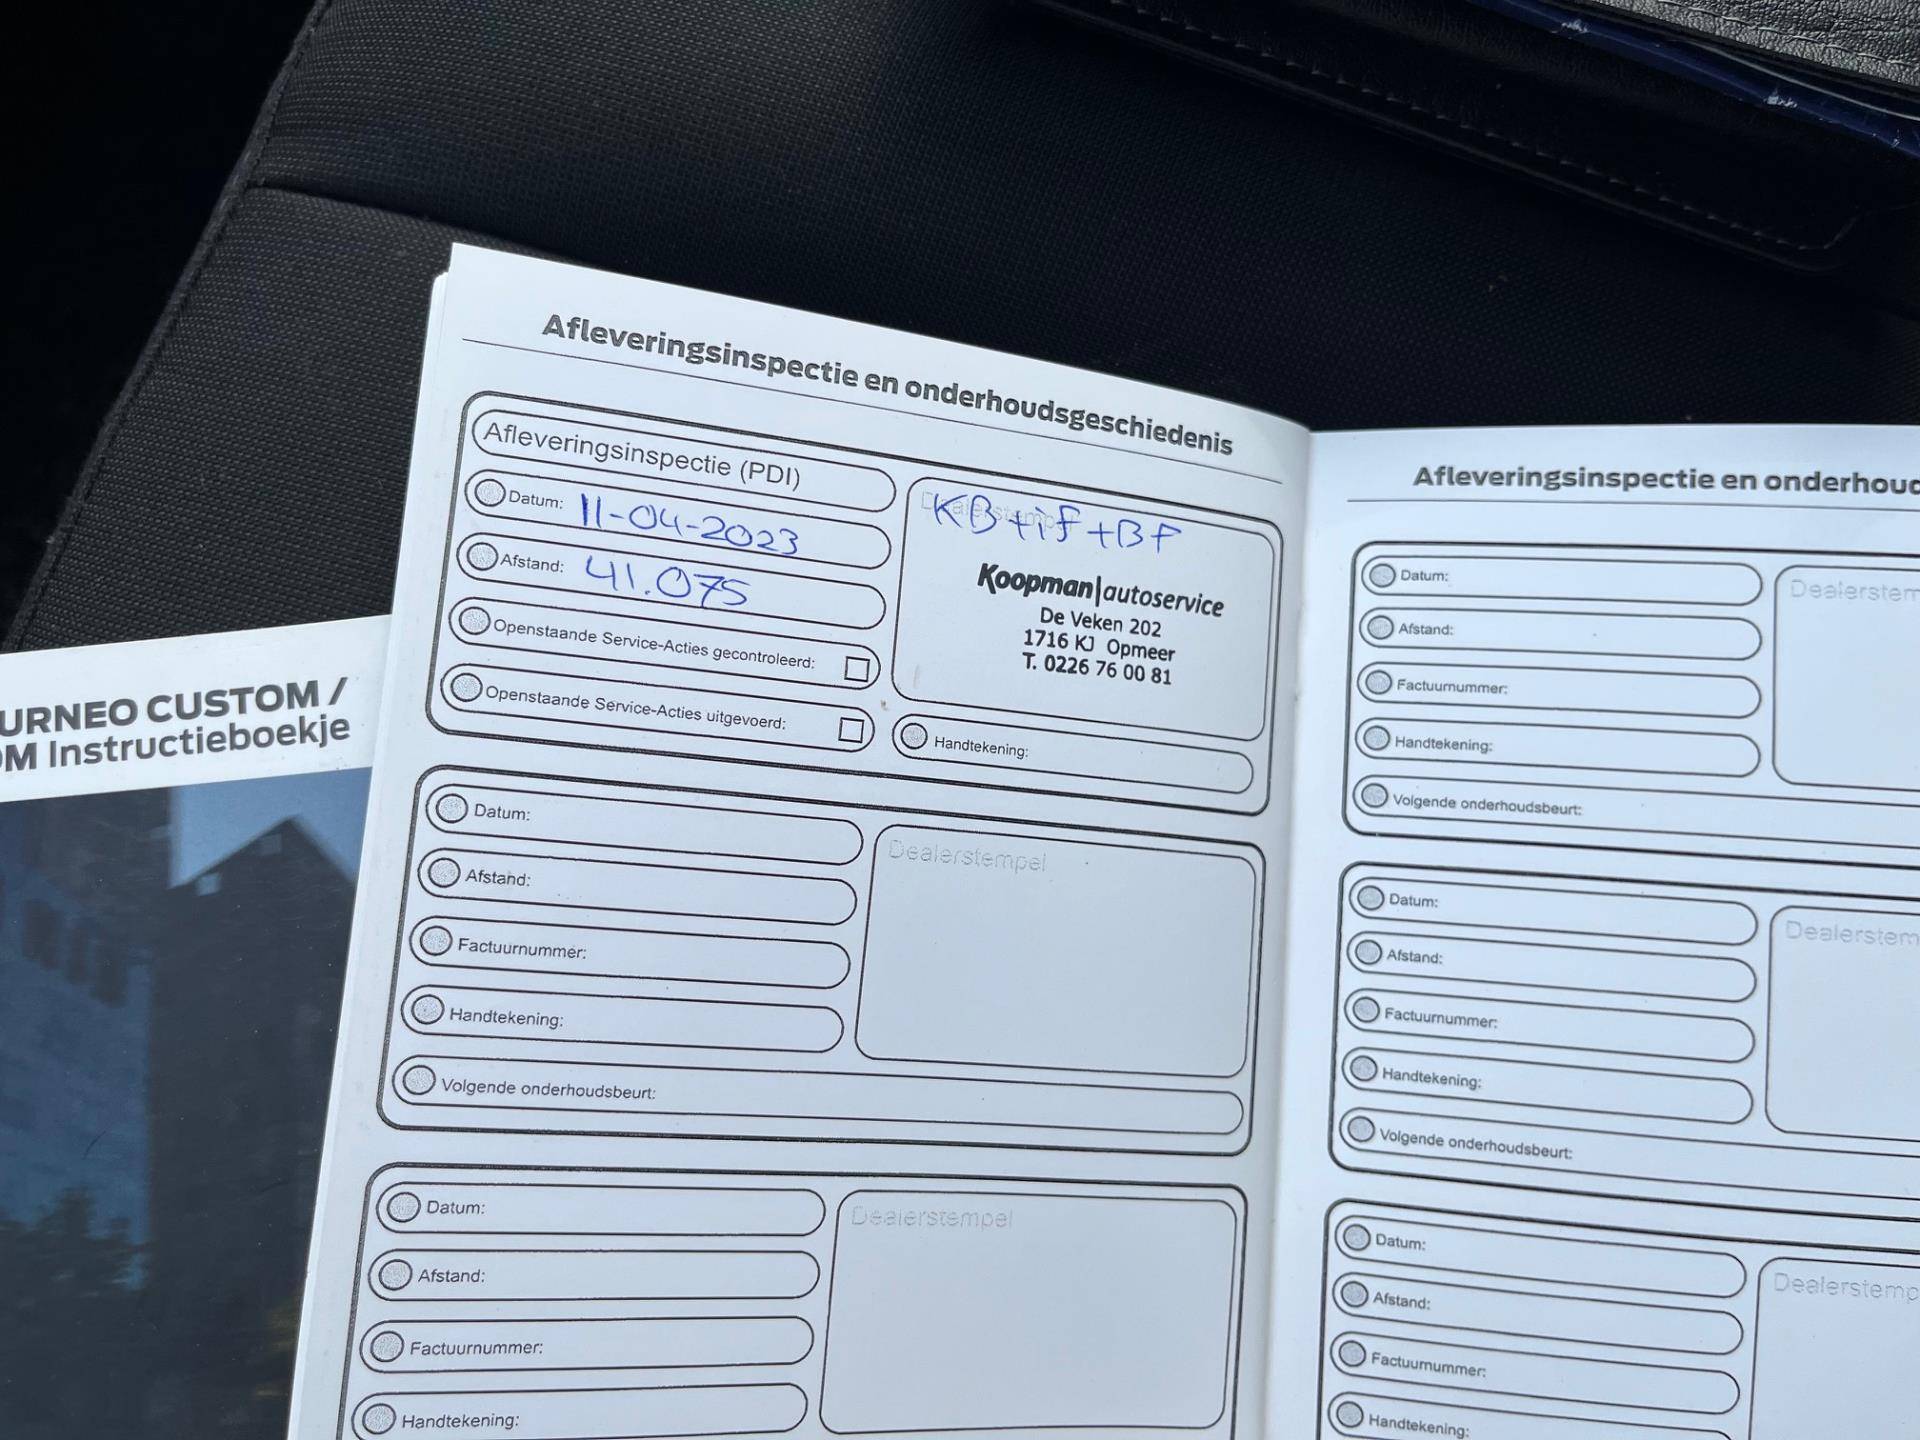 Afleveringsinspectie en onderhoudsgeschiedenis
Afleveringsinspectie (PDI)
Datum: 11-04-2023
Afstand: 41.075
Openstaande Service-Acties gecontroleerd:
Openstaande Service-Acties uitgevoerd:
Dealerstempel
KB+if+BF
Koopman|autoservice
De Veken 202
1716 KJ Opmeer
T. 0226 76 00 81
Handtekening:
Datum:
Afstand:
Factuurnummer:
Handtekening:
Volgende onderhoudsbeurt:
Dealerstempel
Datum:
Afstand:
Factuurnummer:
Handtekening:
Dealerstempel
Afleveringsinspectie en onderhoud
Datum:
Afstand:
Factuurnummer:
Handtekening:
Volgende onderhoudsbeurt:
Dealerstem
Datum:
Afstand:
Factuurnummer:
Handtekening:
Volgende onderhoudsbeurt:
Dealerstem
Datum:
Afstand:
Factuurnummer:
Handtekening:
Dealerstemp
URNEO CUSTOM /
OM Instructieboekje